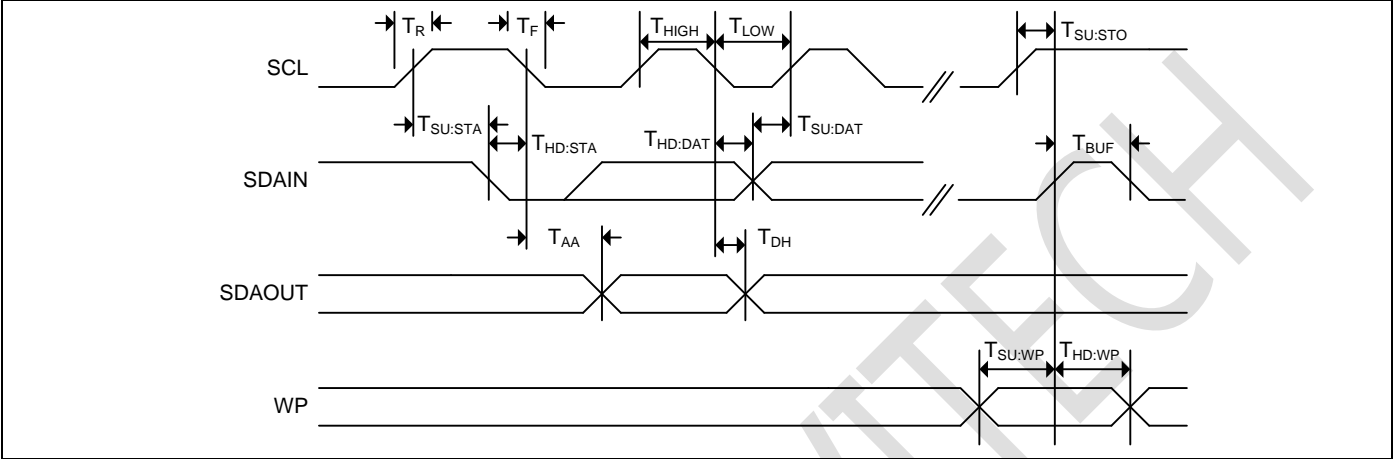 TR TF THIGH TLOW TSU:STO
SCL
TSU:STA THD:STA THD:DAT TSU:DAT TBUF
SDAIN
TAA TDH
SDAOUT
TSU:WP THD:WP
WP